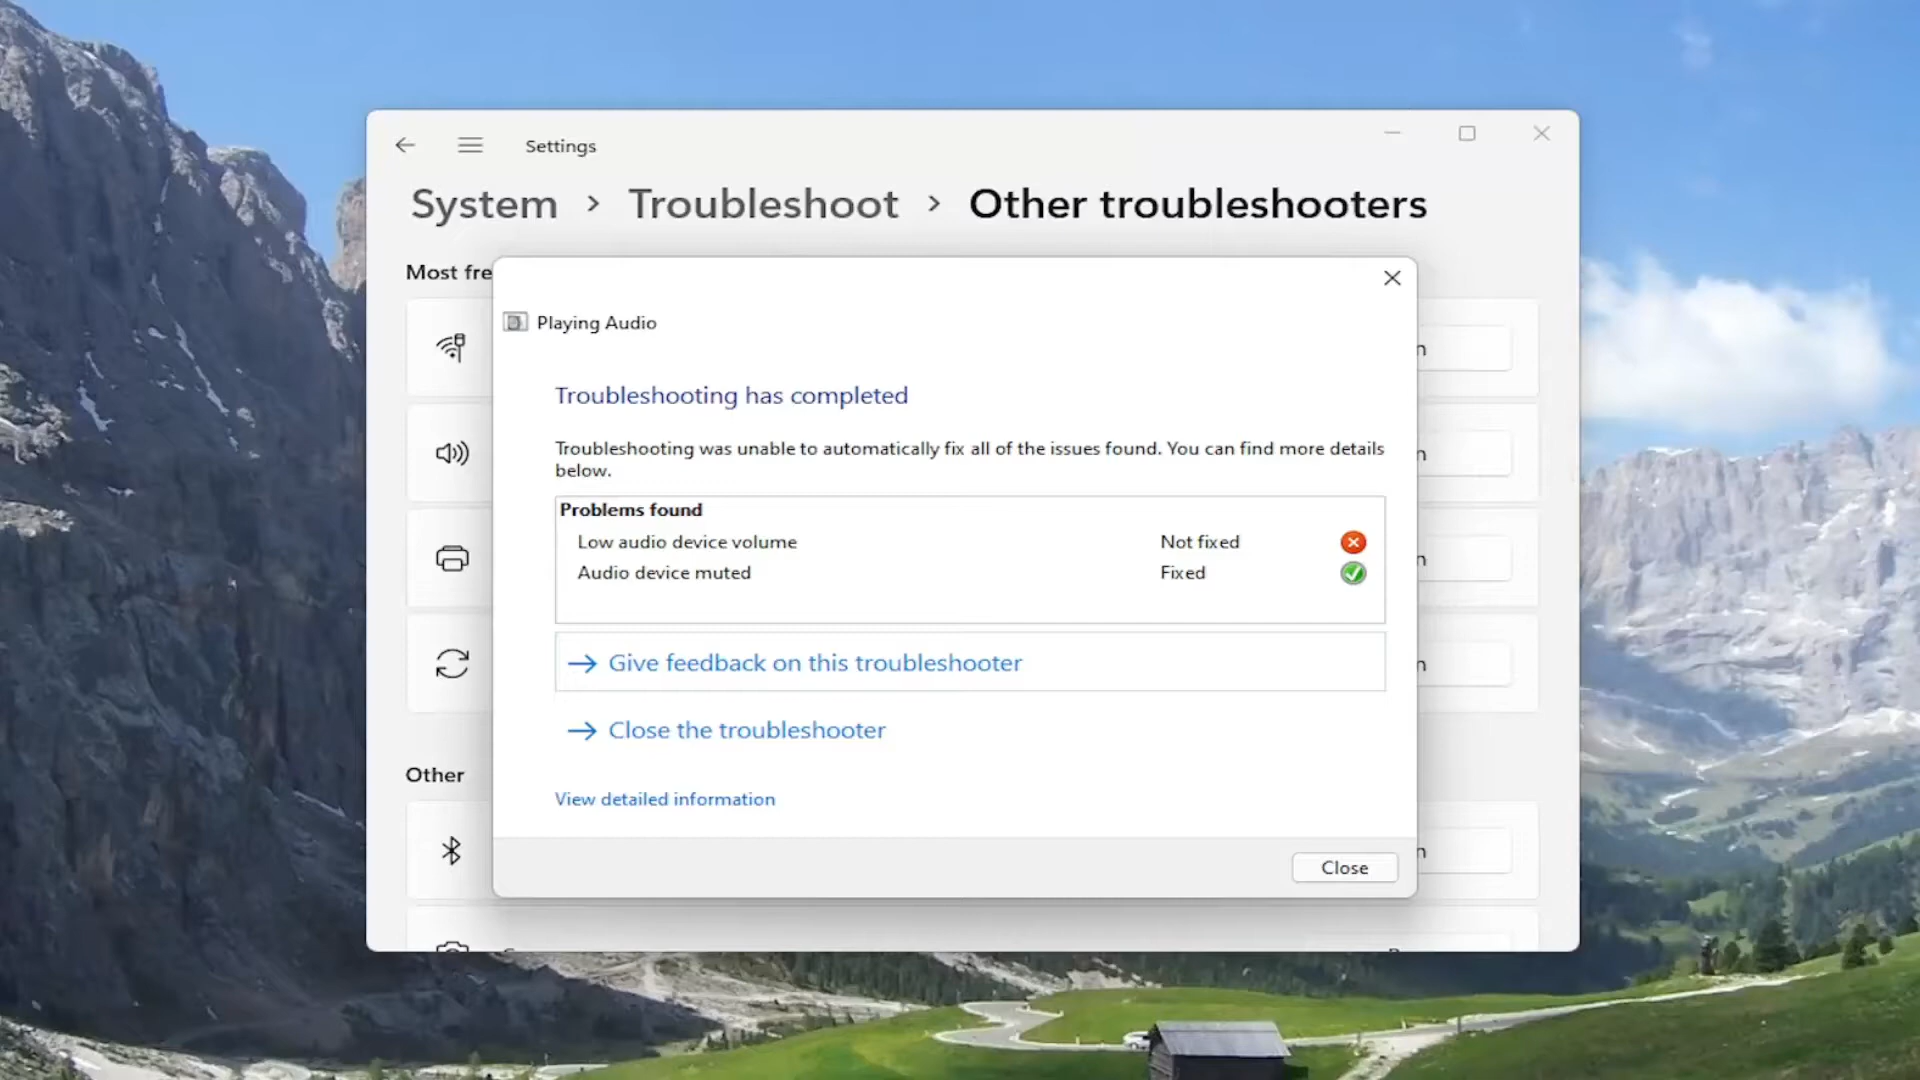 Settings
System > Troubleshoot > Other troubleshooters
Most fre
Playing Audio
Troubleshooting has completed
Troubleshooting was unable to automatically fix all of the issues found. You can find more details
below.
Problems found
Low audio device volume Not fixed
Audio device muted Fixed
→ Give feedback on this troubleshooter
→ Close the troubleshooter
View detailed information
Close
Other
n
n
n
n
n